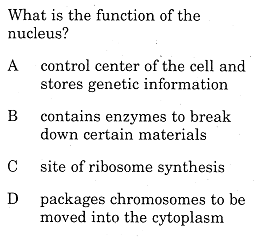 What is the function of the
nucleus?
A control center of the cell and
stores genetic information
B contains enzymes to break
down certain materials
C site of ribosome synthesis
D packages chromosomes to be
moved into the cytoplasm